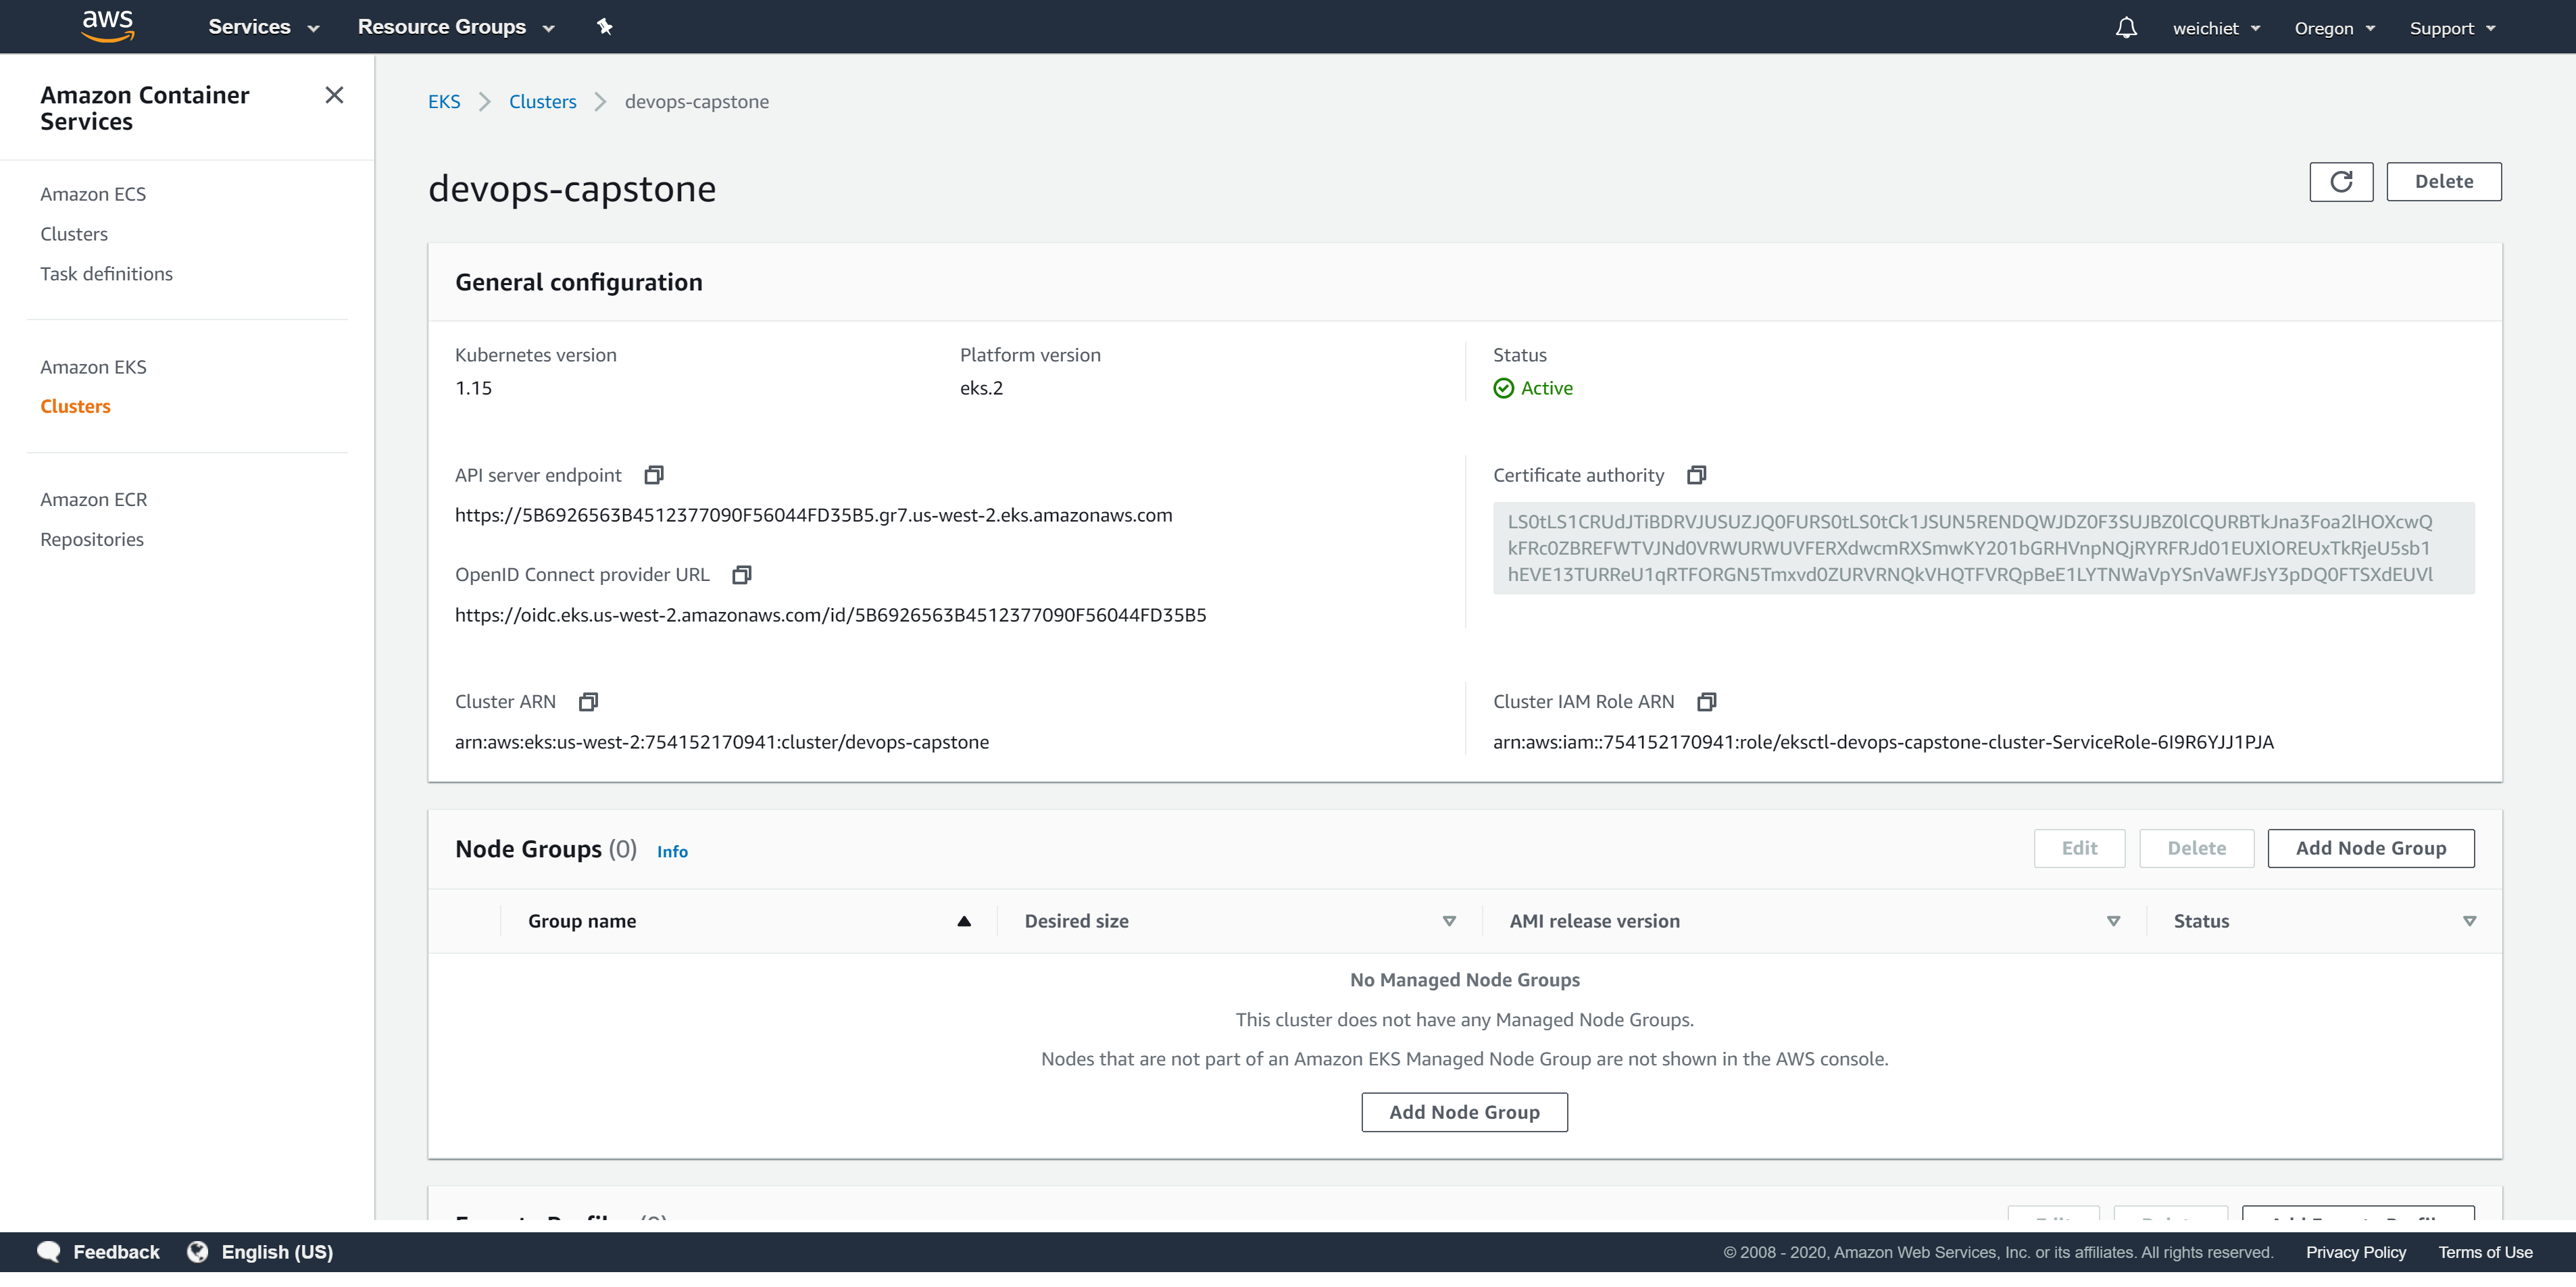 aws Services Resource Groups weichiet Oregon Support
Amazon Container
Services
Amazon ECS
Clusters
Task definitions
Amazon EKS
Clusters
Amazon ECR
Repositories
EKS Clusters devops-capstone
devops-capstone
Delete
General configuration
Kubernetes version
1.15
Platform version
eks.2
Status
Active
API server endpoint
https://5B6926563B4512377090F56044FD35B5.gr7.us-west-2.eks.amazonaws.com
OpenID Connect provider URL
https://oidc.eks.us-west-2.amazonaws.com/id/5B6926563B4512377090F56044FD35B5
Certificate authority
LS0tLS1CRUdJTiBDRVJUSUZJQ0FURS0tLS0tCk1JSUN5RENDQWJDZ0F3SUJBZ0lCQURBTkJna3Foa2lHOXcwQ
kFRc0ZBREFWTVJNd0VRWURWUVFERXdwcmRXSmwKY201bGRHVnpNQjRYRFRJd01EUXlOREUxTkRjeU5sb1
hEVE13TURReU1qRTFORGN5Tmxvd0ZURVRNQkVHQTFVRQpBeE1LYTNWaVpYSnVaWFJsY3pDQ0FTSXdEUVl
Cluster ARN
arn:aws:eks:us-west-2:754152170941:cluster/devops-capstone
Cluster IAM Role ARN
arn:aws:iam::754152170941:role/eksctl-devops-capstone-cluster-ServiceRole-6I9R6YJJ1PJA
Node Groups (0) Info
Edit Delete Add Node Group
Group name Desired size AMI release version Status
No Managed Node Groups
This cluster does not have any Managed Node Groups.
Nodes that are not part of an Amazon EKS Managed Node Group are not shown in the AWS console.
Add Node Group
Feedback English (US)
© 2008 - 2020, Amazon Web Services, Inc. or its affiliates. All rights reserved. Privacy Policy Terms of Use